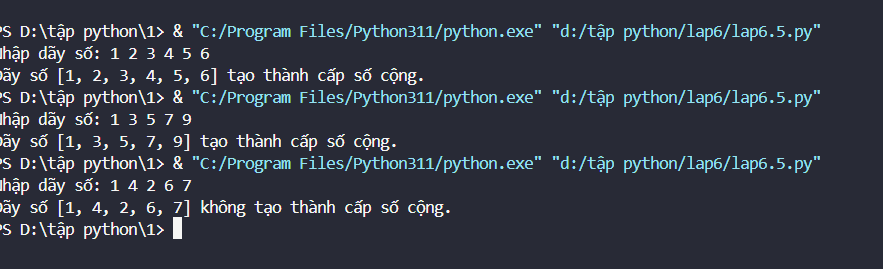 PS D:\tập python\1> & "C:/Program Files/Python311/python.exe" "d:/tập python/lap6/lap6.5.py"
Nhập dãy số: 1 2 3 4 5 6
Dãy số [1, 2, 3, 4, 5, 6] tạo thành cấp số cộng.
PS D:\tập python\1> & "C:/Program Files/Python311/python.exe" "d:/tập python/lap6/lap6.5.py"
Nhập dãy số: 1 3 5 7 9
Dãy số [1, 3, 5, 7, 9] tạo thành cấp số cộng.
PS D:\tập python\1> & "C:/Program Files/Python311/python.exe" "d:/tập python/lap6/lap6.5.py"
Nhập dãy số: 1 4 2 6 7
Dãy số [1, 4, 2, 6, 7] không tạo thành cấp số cộng.
PS D:\tập python\1>